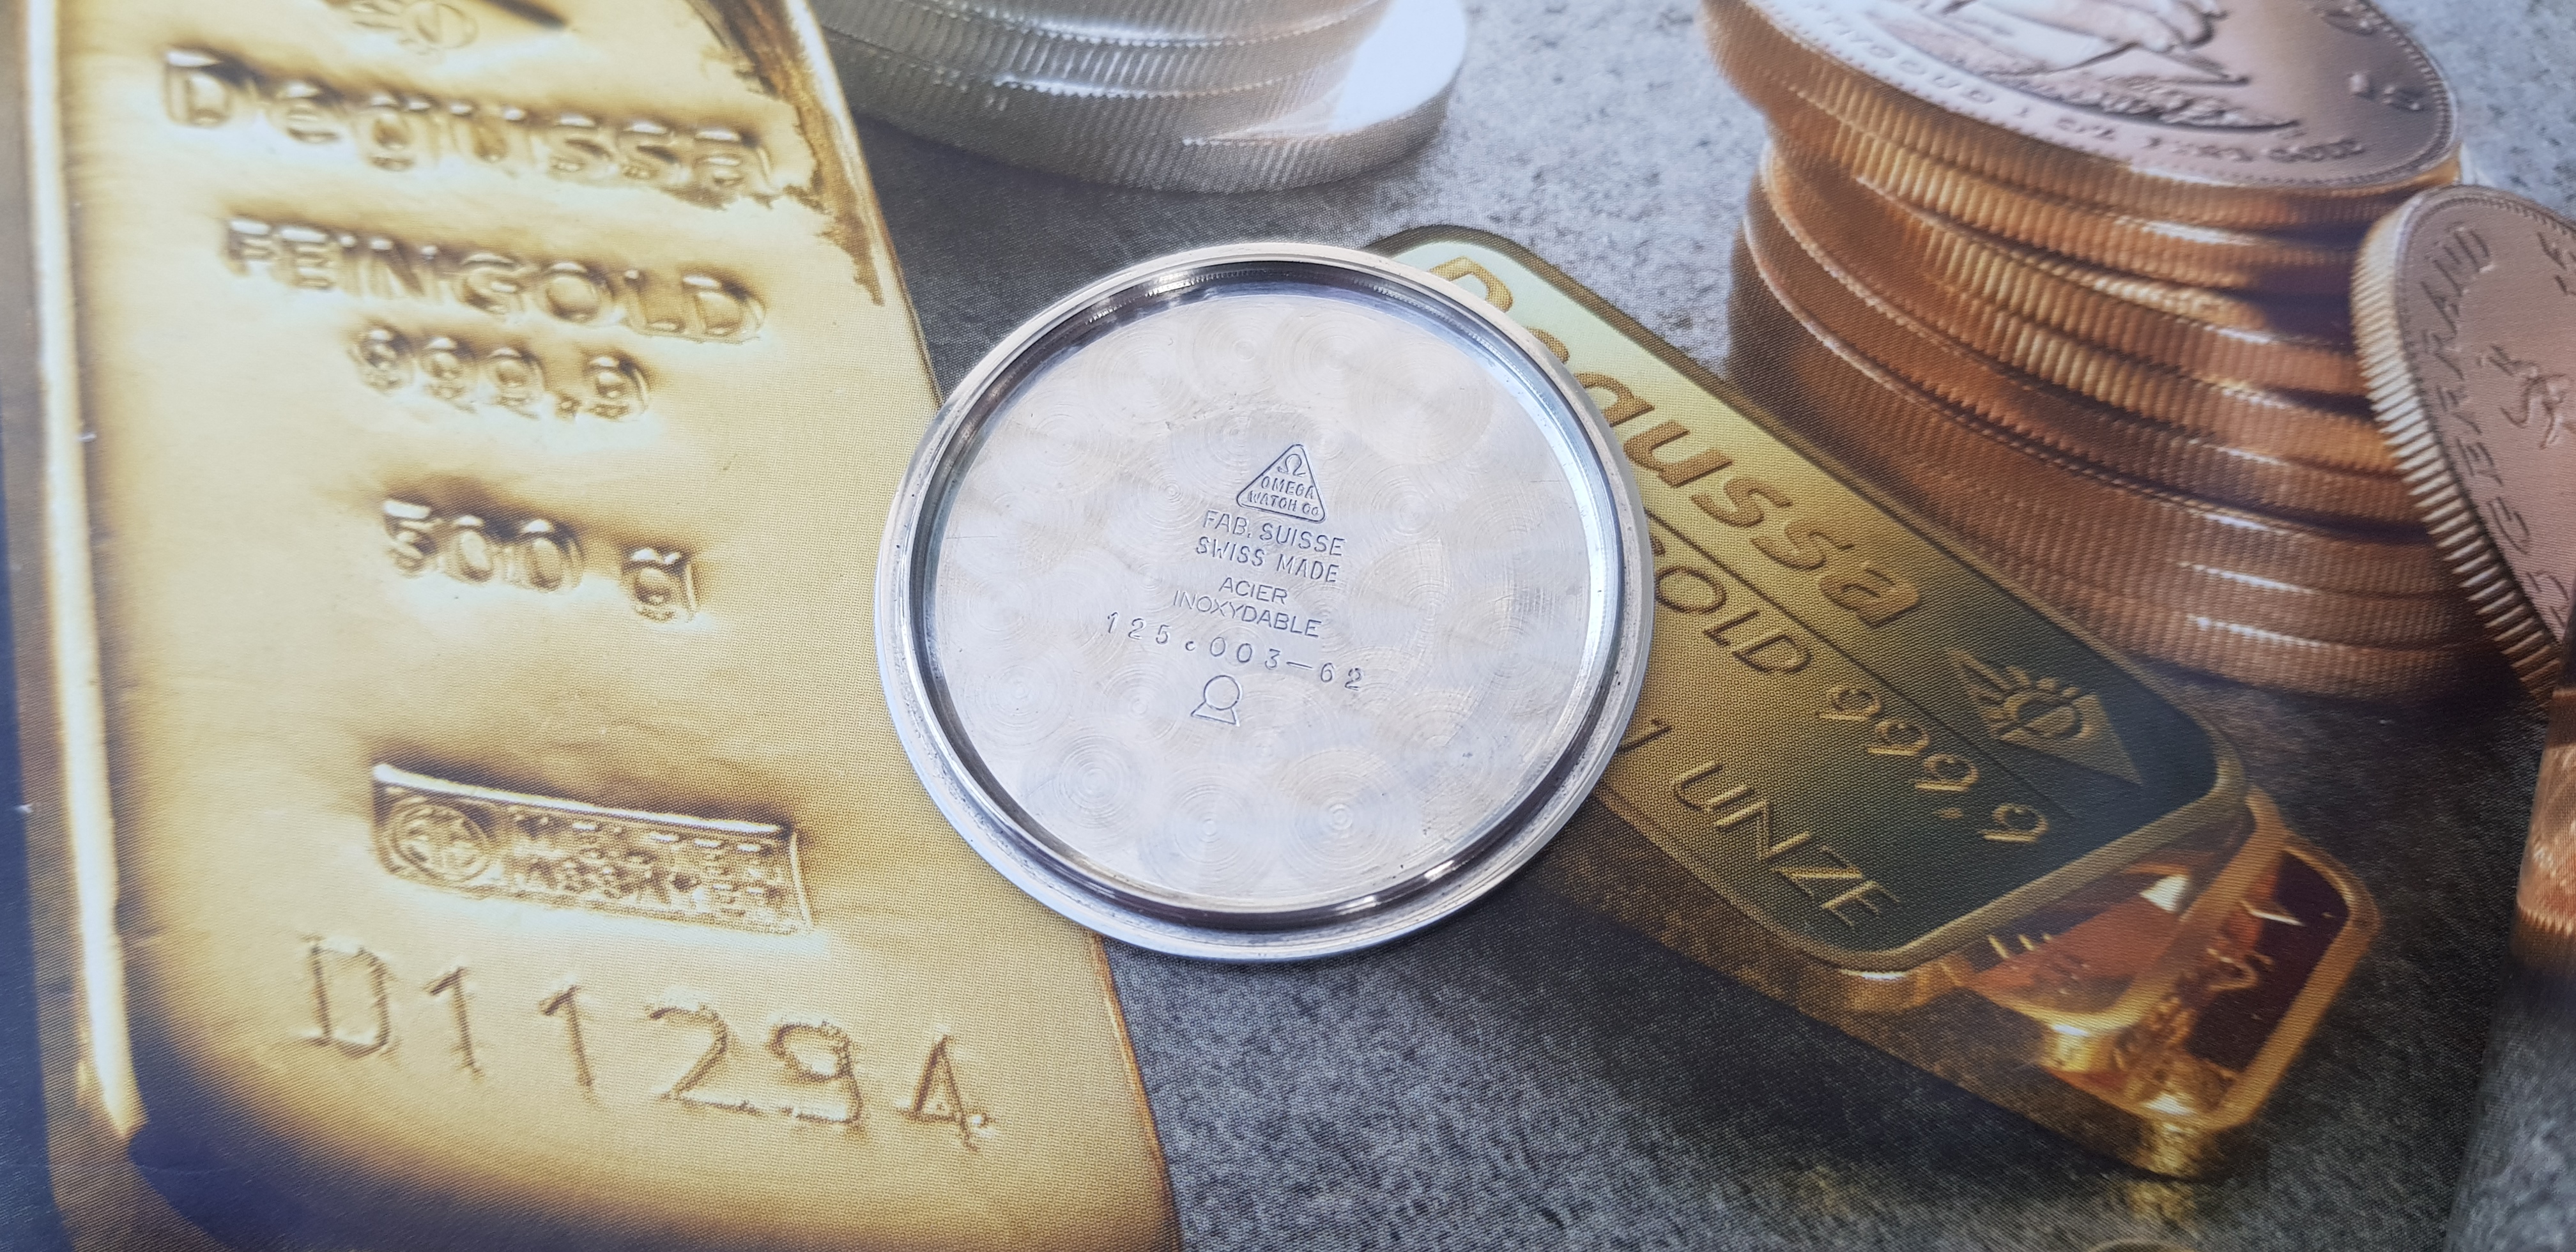 Degussa
FEINGOLD
999,9
500 g
D11294
Ω
OMEGA
WATCH CO
FAB. SUISSE
SWISS MADE
ACIER
INOXYDABLE
125.003-62
Degussa
GOLD 999,9
1 UNZE